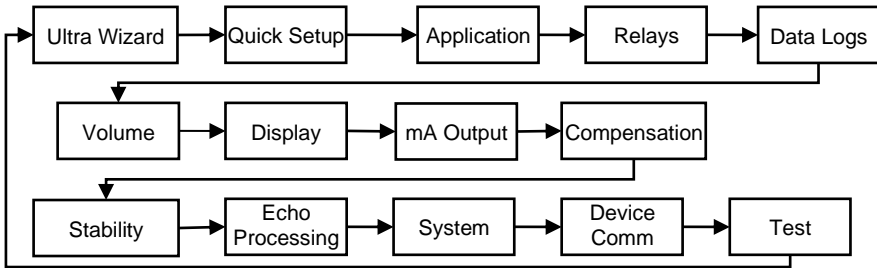 Ultra Wizard
Quick Setup
Application
Relays
Data Logs
Volume
Display
mA Output
Compensation
Stability
Echo
Processing
System
Device
Comm
Test